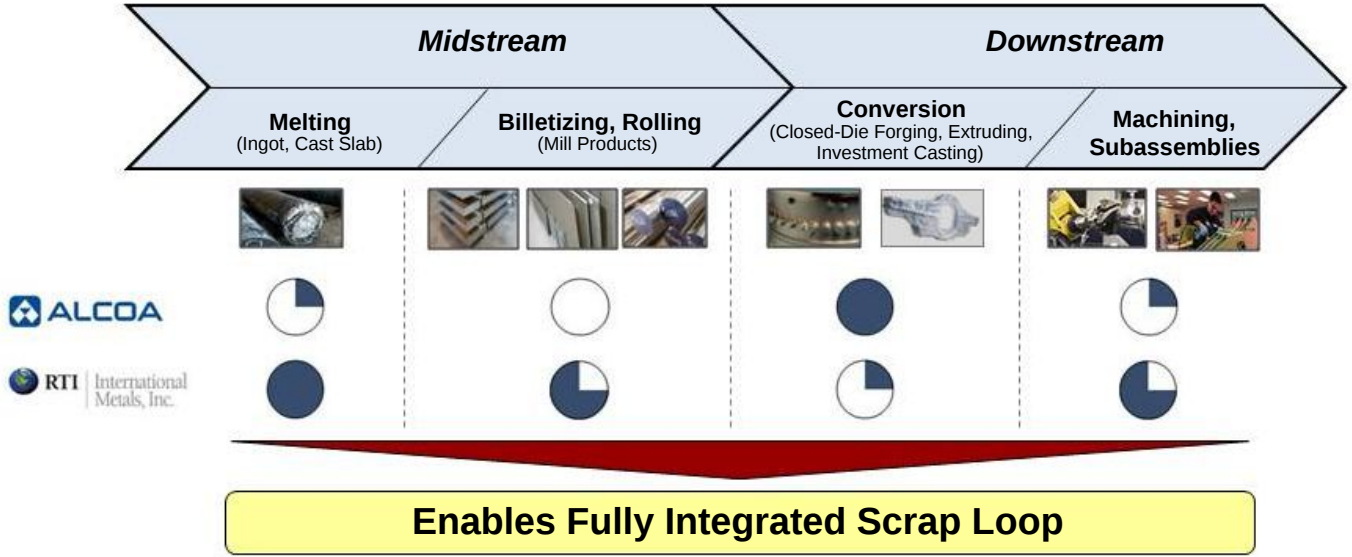 Midstream
Downstream
Melting
(Ingot, Cast Slab)
Billetizing, Rolling
(Mill Products)
Conversion
(Closed-Die Forging, Extruding,
Investment Casting)
Machining,
Subassemblies
ALCOA
RTI International
Metals, Inc.
Enables Fully Integrated Scrap Loop